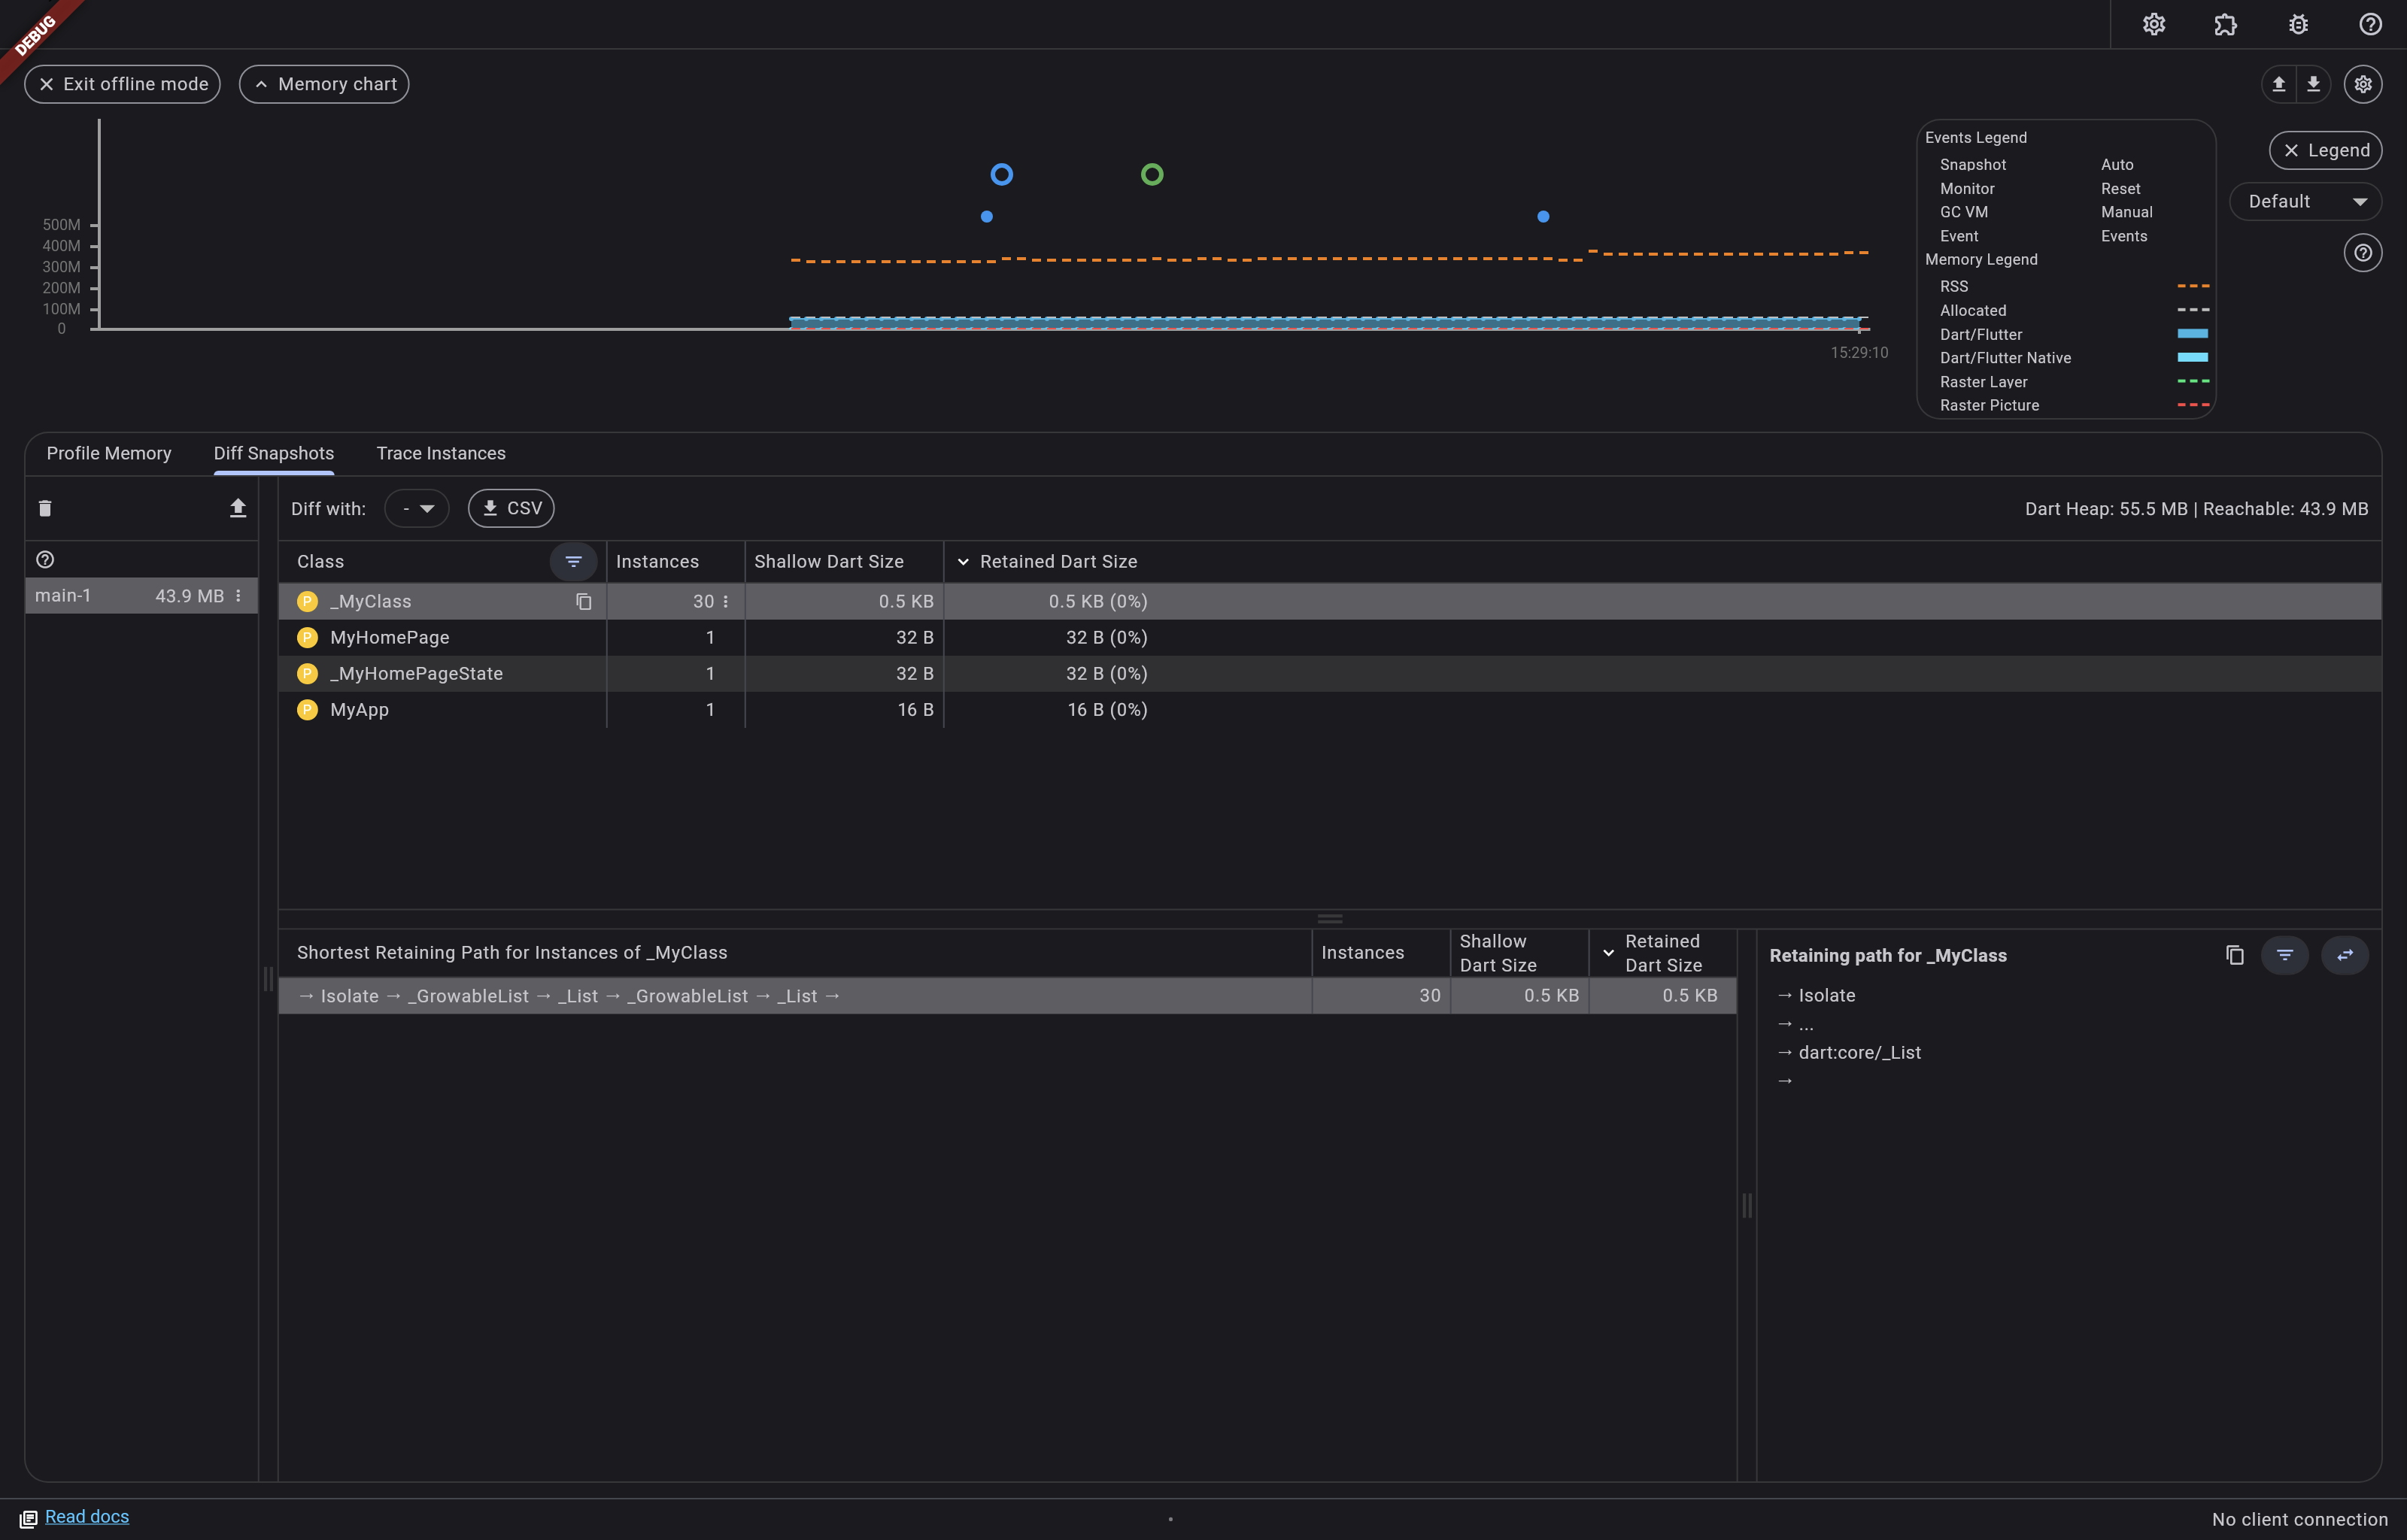 DEBUG
Exit offline mode
Memory chart
500M
400M
300M
200M
100M
0
15:29:10
Events Legend
Snapshot Auto
Monitor Reset
GC VM Manual
Event Events
Memory Legend
RSS
Allocated
Dart/Flutter
Dart/Flutter Native
Raster Layer
Raster Picture
Legend
Default
Profile Memory Diff Snapshots Trace Instances
main-1 43.9 MB
Diff with: - CSV Dart Heap: 55.5 MB | Reachable: 43.9 MB
Class Instances Shallow Dart Size Retained Dart Size
P _MyClass 30 0.5 KB 0.5 KB (0%)
P MyHomePage 1 32 B 32 B (0%)
P _MyHomePageState 1 32 B 32 B (0%)
P MyApp 1 16 B 16 B (0%)
Shortest Retaining Path for Instances of _MyClass Instances Shallow Dart Size Retained Dart Size
→ Isolate → _GrowableList → _List → _GrowableList → _List → 30 0.5 KB 0.5 KB
Retaining path for _MyClass
→ Isolate
→ ...
→ dart:core/_List
→
Read docs • No client connection